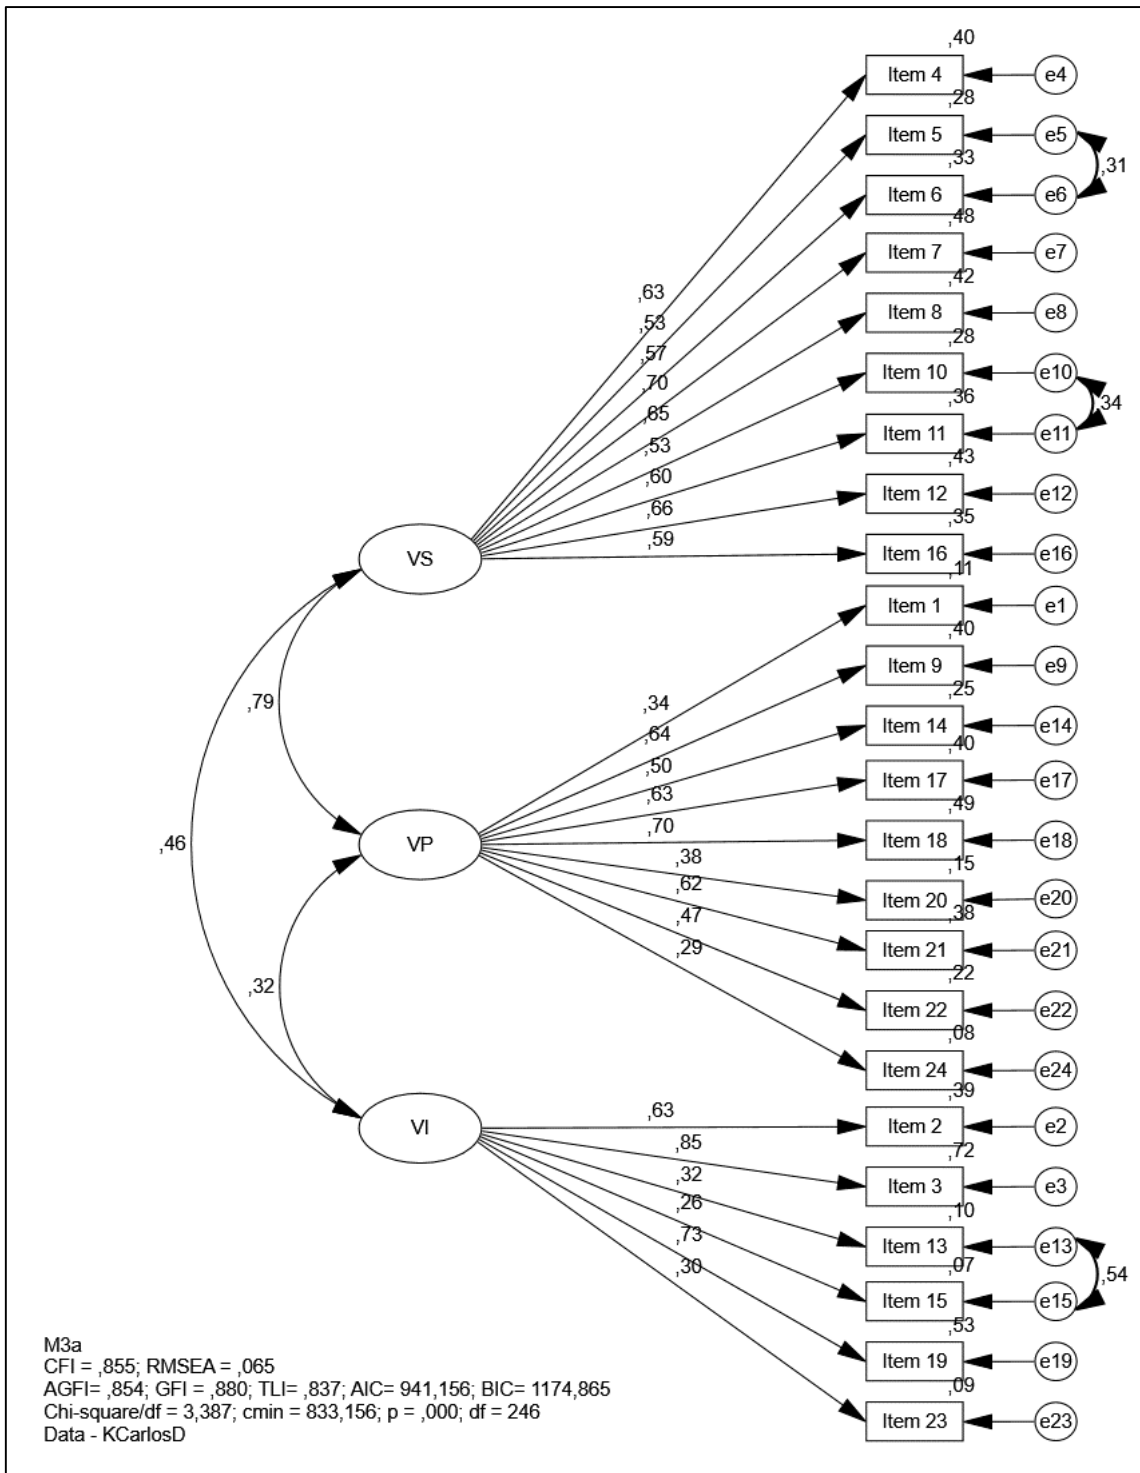 ,40
Item 4
e4
,28
Item 5
e5
,31
,33
Item 6
e6
,48
Item 7
e7
,42
Item 8
e8
,28
Item 10
e10
,34
,36
Item 11
e11
,43
Item 12
e12
,35
Item 16
e16
,63
,53
,57
,70
,65
,53
,60
,66
,59
VS
,11
Item 1
e1
,40
Item 9
e9
,25
Item 14
e14
,40
Item 17
e17
,49
Item 18
e18
,15
Item 20
e20
,38
Item 21
e21
,22
Item 22
e22
,08
Item 24
e24
,79
,34
,64
,50
,63
,70
,38
,62
,47
,29
VP
,46
,32
,39
Item 2
e2
,72
Item 3
e3
,10
Item 13
e13
,54
,07
Item 15
e15
,53
Item 19
e19
,09
Item 23
e23
VI
,63
,85
,32
,26
,73
,30
M3a
CFI = ,855; RMSEA = ,065
AGFI= ,854; GFI = ,880; TLI= ,837; AIC= 941,156; BIC= 1174,865
Chi-square/df = 3,387; cmin = 833,156; p = ,000; df = 246
Data - KCarlosD